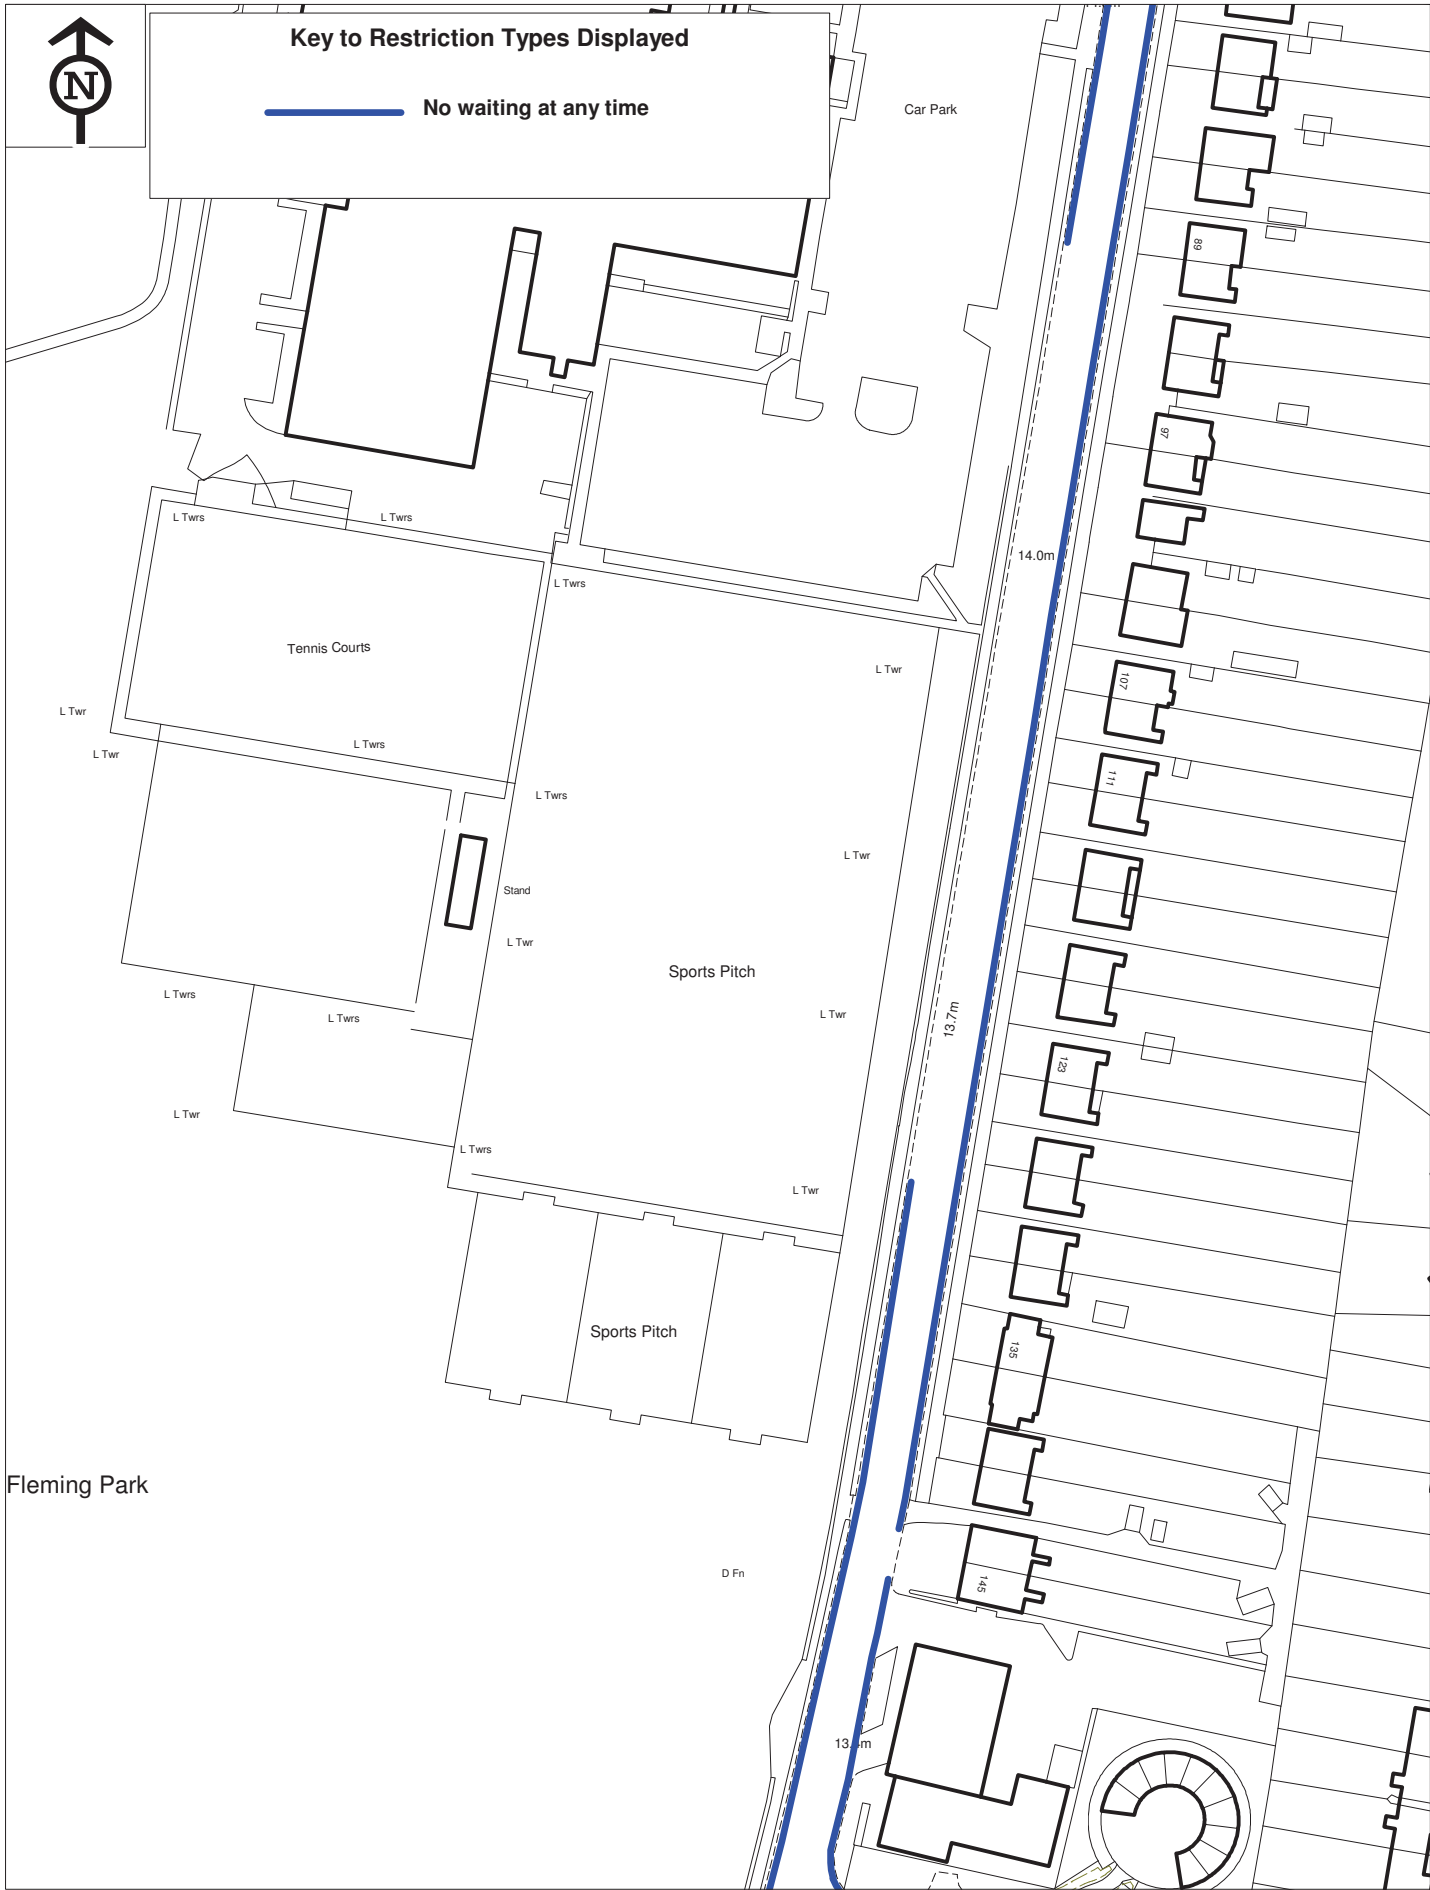 Key to Restriction Types Displayed
N
No waiting at any time
Car Park
89
97
L Twrs
L Twrs
14.0m
L Twrs
Tennis Courts
L Twr
107
L Twr
L Twrs
L Twr
111
L Twrs
L Twr
Stand
L Twr
Sports Pitch
L Twrs
L Twrs
L Twr
13.7m
123
L Twr
L Twrs
L Twr
Sports Pitch
135
Fleming Park
D Fn
145